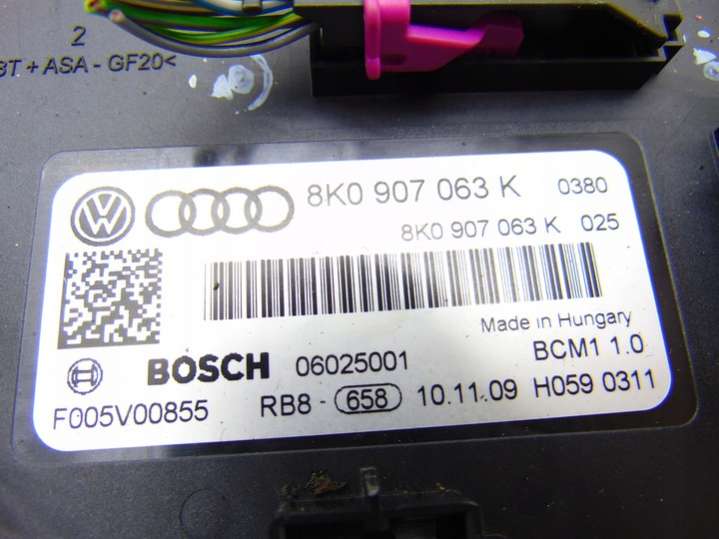 2
BT + ASA - GF20<
8K0 907 063 K 0380
8K0 907 063 K 025
Made in Hungary
BOSCH 06025001 BCM1 1.0
F005V00855 RB8 - 658 10.11.09 H059 0311